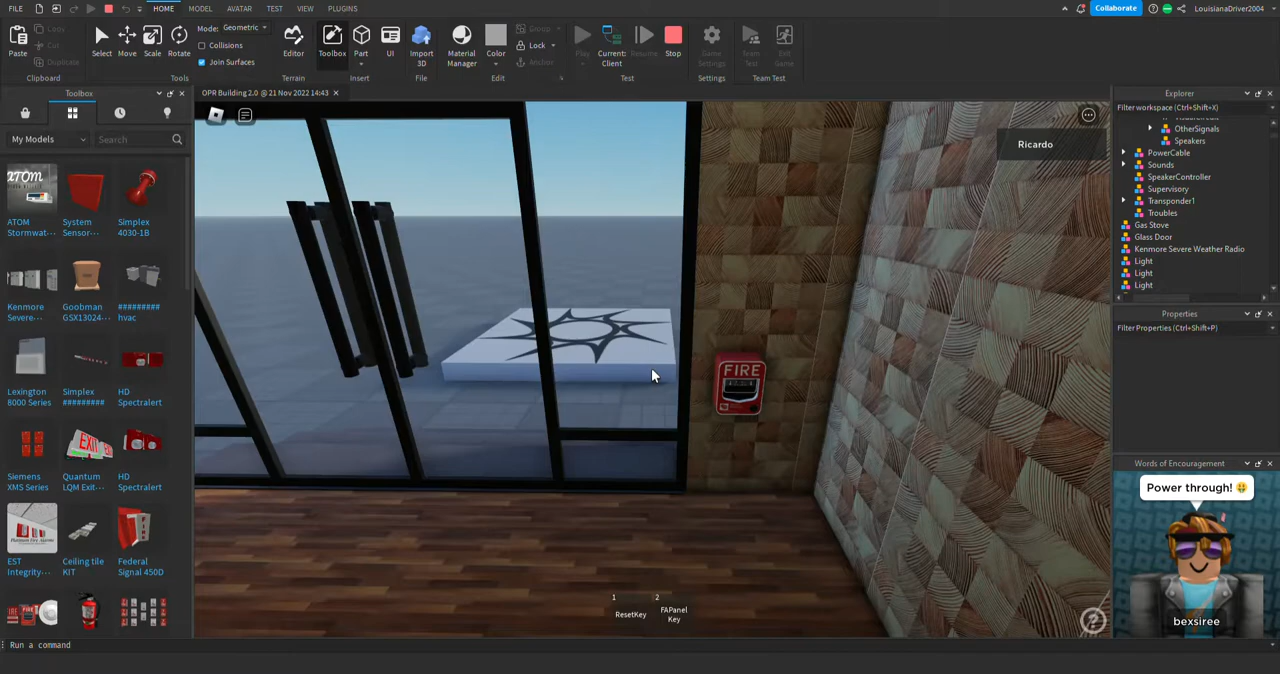 FILE
HOME
MODEL
AVATAR
TEST
VIEW
PLUGINS
Collaborate
LouisianaDriver2004
Paste
Copy
Cut
Duplicate
Select
Move
Scale
Rotate
Mode: Geometric
Collisions
Join Surfaces
Editor
Toolbox
Part
UI
Import
3D
Material
Manager
Color
Group
Lock
Anchor
Play
Current:
Client
Resume
Stop
Game
Settings
Team
Test
Exit
Game
Clipboard
Tools
Terrain
Insert
File
Edit
Test
Settings
Team Test
Toolbox
OPR Building 2.0 @ 21 Nov 2022 14:43
My Models
Search
ATOM
ATOM
Stormwat...
System
Sensor...
Simplex
4030-1B
Kenmore
Severe...
Goobman
GSX13024...
#########
hvac
Lexington
8000 Series
Simplex
#########
HD
Spectralert
Siemens
XMS Series
EXIT
Quantum
LQM Exit...
HD
Spectralert
EST
Integrity...
Ceiling tile
KIT
Federal
Signal 450D
Ricardo
FIRE
1
ResetKey
2
FAPanel
Key
Explorer
Filter workspace (Ctrl+Shift+X)
OtherSignals
Speakers
PowerCable
Sounds
SpeakerController
Supervisory
Transponder1
Troubles
Gas Stove
Glass Door
Kenmore Severe Weather Radio
Light
Light
Light
Properties
Filter Properties (Ctrl+Shift+P)
Words of Encouragement
Power through!
bexsiree
Run a command